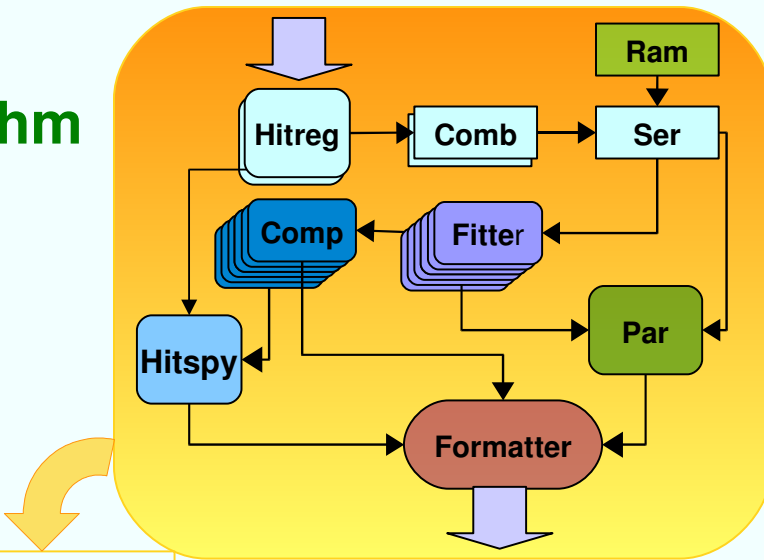 hm
Ram
Hitreg
Comb
Ser
Comp
Fitter
Par
Hitspy
Formatter